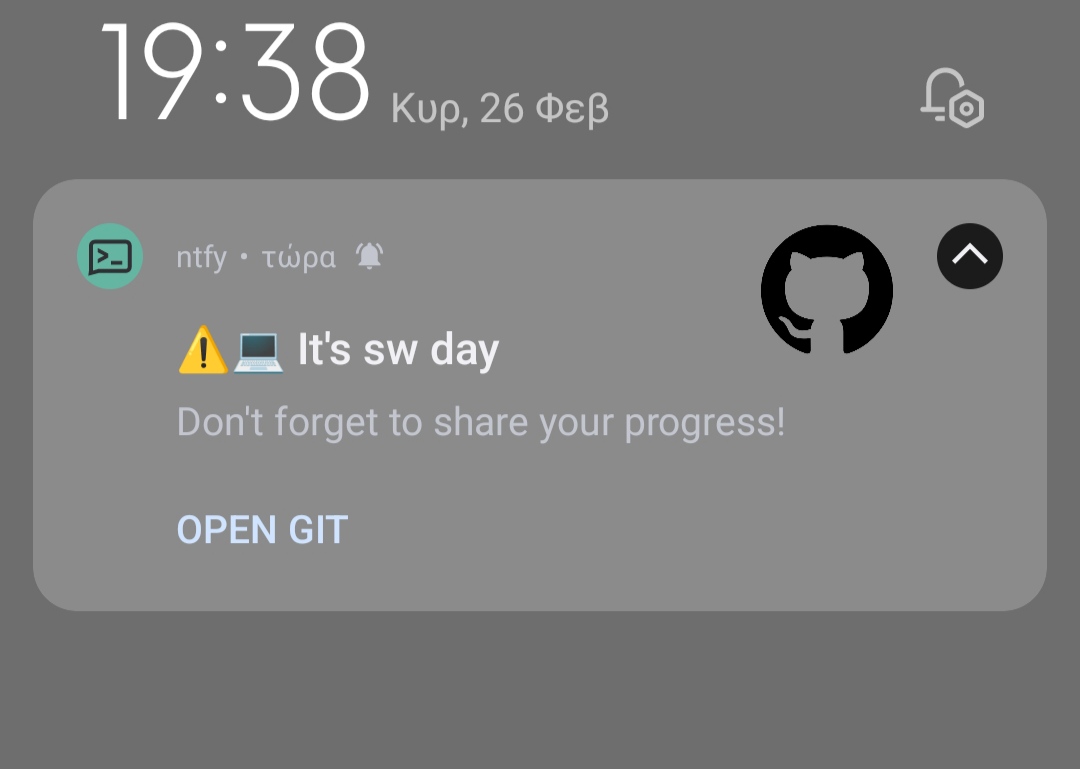 19:38 Κυρ, 26 Φεβ
ntfy • τώρα
⚠️💻 It's sw day
Don't forget to share your progress!
OPEN GIT